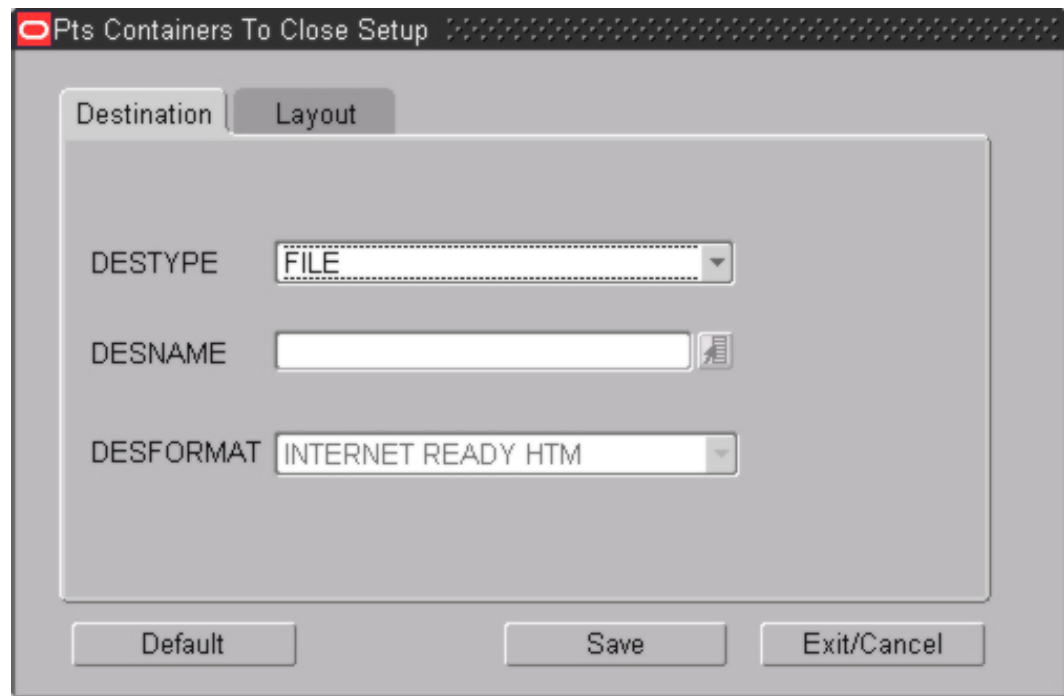 Pts Containers To Close Setup
Destination Layout
DESTYPE FILE
DESNAME
DESFORMAT INTERNET READY HTM
Default Save Exit/Cancel